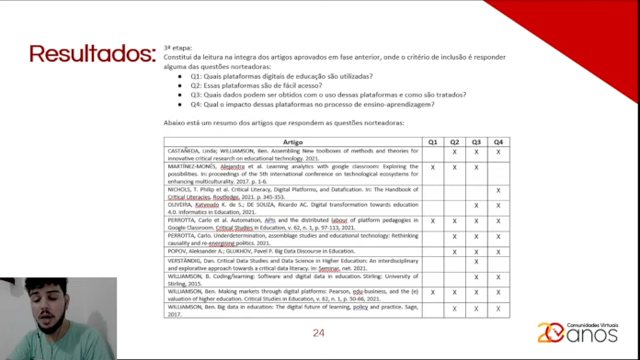 Resultados:
3ª etapa:
Constitui da leitura na integra dos artigos aprovados em fase anterior, onde o critério de inclusão é responder
alguma das questões norteadoras:
● Q1: Quais plataformas digitais de educação são utilizadas?
● Q2: Essas plataformas são de fácil acesso?
● Q3: Quais dados podem ser obtidos com o uso dessas plataformas e como são tratados?
● Q4: Qual o impacto dessas plataformas no processo de ensino-aprendizagem?
Abaixo está um resumo dos artigos que respondem as questões norteadoras:
Artigo Q1 Q2 Q3 Q4
CASTAÑEDA, Linda; WILLIAMSON, Ben. Assembling New toolboxes of methods and theories for X X X
innovative critical research on educational technology. 2021.
MARTÍNEZ-MONÉS, Alejandra et al. Learning analytics with google classroom: Exploring the X X X
possibilities. In: proceedings of the 5th international conference on technological ecosystems for
enhancing multiculturality. 2017. p. 1-6.
NICHOLS, T. Philip et al. Critical Literacy, Digital Platforms, and Datafication. In: The Handbook of X
Critical Literacies. Routledge, 2021. p. 345-353.
OLIVEIRA, Katyeudo K. de S.; DE SOUZA, Ricardo AC. Digital transformation towards education X X
4.0. Informatics in Education, 2021.
PERROTTA, Carlo et al. Automation, APIs and the distributed labour of platform pedagogies in X X X X
Google Classroom. Critical Studies in Education, v. 62, n. 1, p. 97-113, 2021.
PERROTTA, Carlo. Underdetermination, assemblage studies and educational technology: Rethinking X X X
causality and re-energising politics. 2021.
POPOV, Aleksander A.; GLUKHOV, Pavel P. Big Data Discourse in Education. X X X
VERSTÄNDIG, Dan. Critical Data Studies and Data Science in Higher Education: An interdisciplinary X
and explorative approach towards a critical data literacy. In: Seminar. net. 2021.
WILLIAMSON, B. Coding/learning: Software and digital data in education. Stirling: University of X X
Stirling, 2015.
WILLIAMSON, Ben. Making markets through digital platforms: Pearson, edu-business, and the (e) X X X X
valuation of higher education. Critical Studies in Education, v. 62, n. 1, p. 50-66, 2021.
WILLIAMSON, Ben. Big data in education: The digital future of learning, policy and practice. Sage, X X X
2017.
24
Comunidades Virtuais
20anos